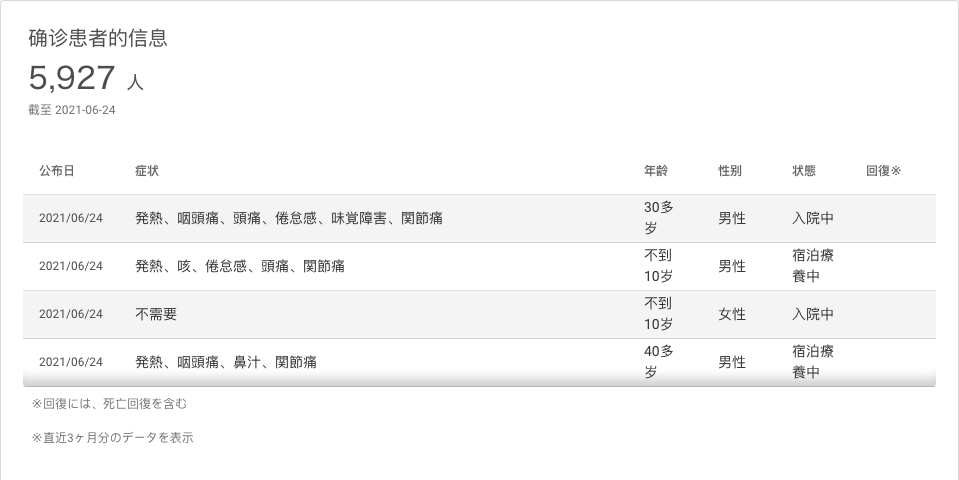 确诊患者的信息
5,927 人
截至 2021-06-24
公布日 症状 年龄 性别 状態 回復※
2021/06/24 発熱、咽頭痛、頭痛、倦怠感、味覚障害、関節痛 30多岁 男性 入院中
2021/06/24 発熱、咳、倦怠感、頭痛、関節痛 不到10岁 男性 宿泊療養中
2021/06/24 不需要 不到10岁 女性 入院中
2021/06/24 発熱、咽頭痛、鼻汁、関節痛 40多岁 男性 宿泊療養中
※回復には、死亡回復を含む
※直近3ヶ月分のデータを表示